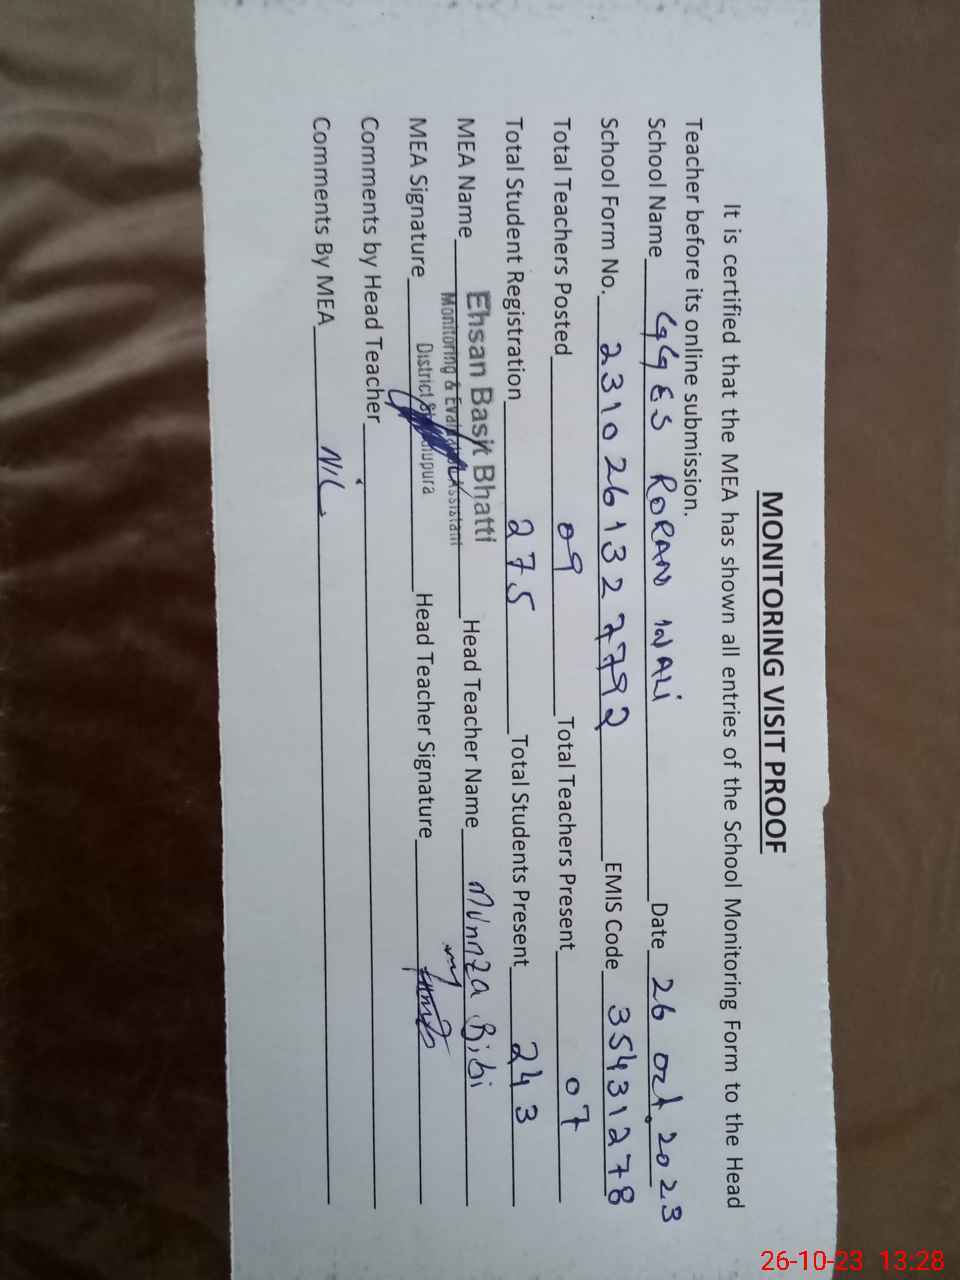 MONITORING VISIT PROOF
It is certified that the MEA has shown all entries of the School Monitoring Form to the Head
Teacher before its online submission.
School Name GGES RORAN WALI Date 26 Oct. 2023
School Form No. 2310261327792 EMIS Code 35431278
Total Teachers Posted 09 Total Teachers Present 07
Total Student Registration 275 Total Students Present 243
MEA Name Ehsan Basit Bhatti Head Teacher Name Munnza Bibi
Monitoring & Evaluation Assistant
MEA Signature District Head Teacher Signature
Comments by Head Teacher
Comments By MEA NIL
26-10-23 13:28